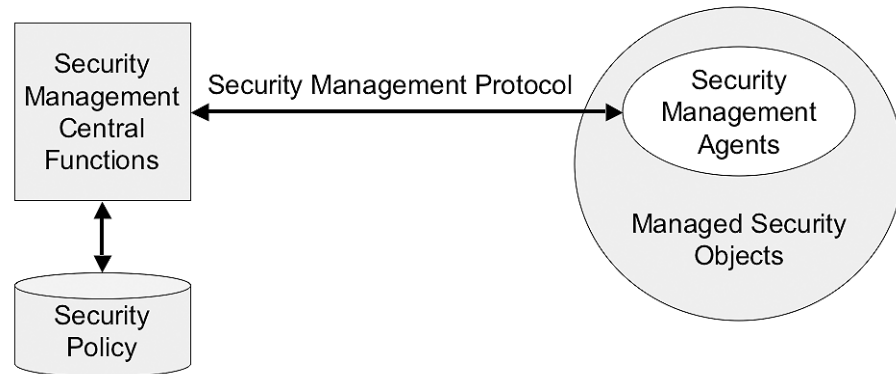 Security
Management
Central
Functions
Security Management Protocol
Security
Management
Agents
Managed Security
Objects
Security
Policy